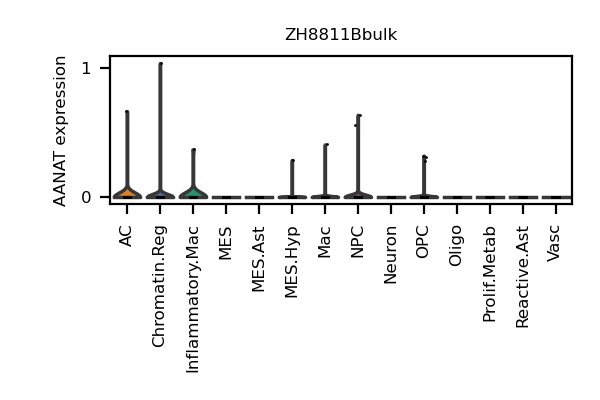 ZH8811Bbulk
AANAT expression
1
0
AC
Chromatin.Reg
Inflammatory.Mac
MES
MES.Ast
MES.Hyp
Mac
NPC
Neuron
OPC
Oligo
Prolif.Metab
Reactive.Ast
Vasc